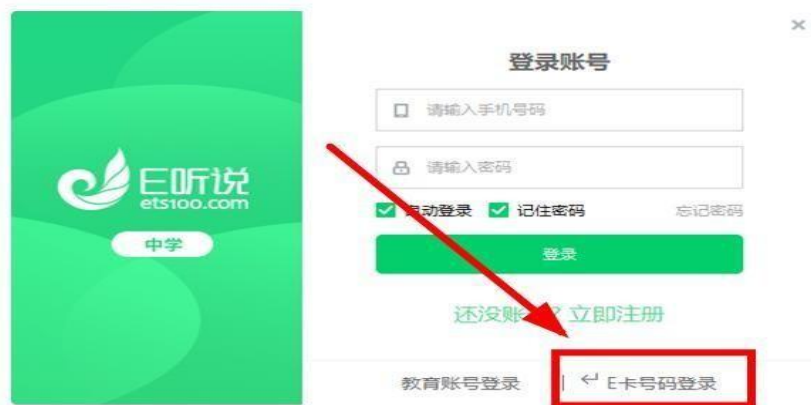 登录账号
请输入手机号码
E听说
ets100.com
中学
请输入密码
动登录 记住密码 忘记密码
登录
还没账 ? 立即注册
教育账号登录 | E卡号码登录